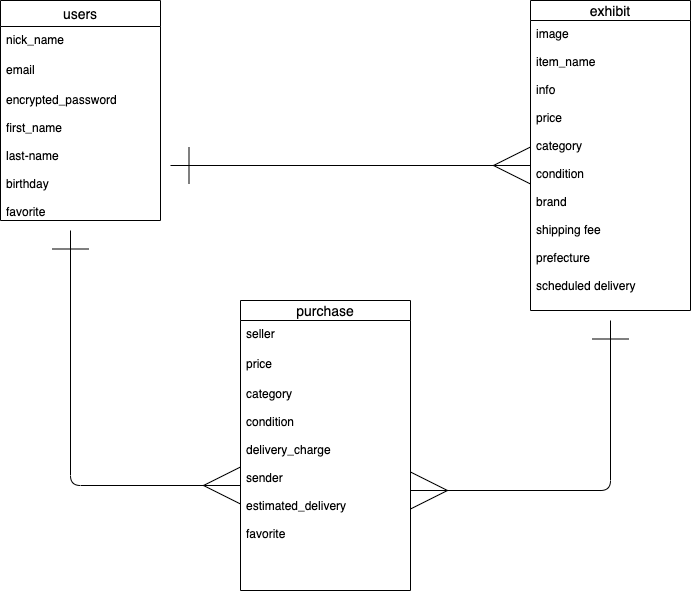 users
nick_name
email
encrypted_password
first_name
last-name
birthday
favorite
exhibit
image
item_name
info
price
category
condition
brand
shipping fee
prefecture
scheduled delivery
purchase
seller
price
category
condition
delivery_charge
sender
estimated_delivery
favorite